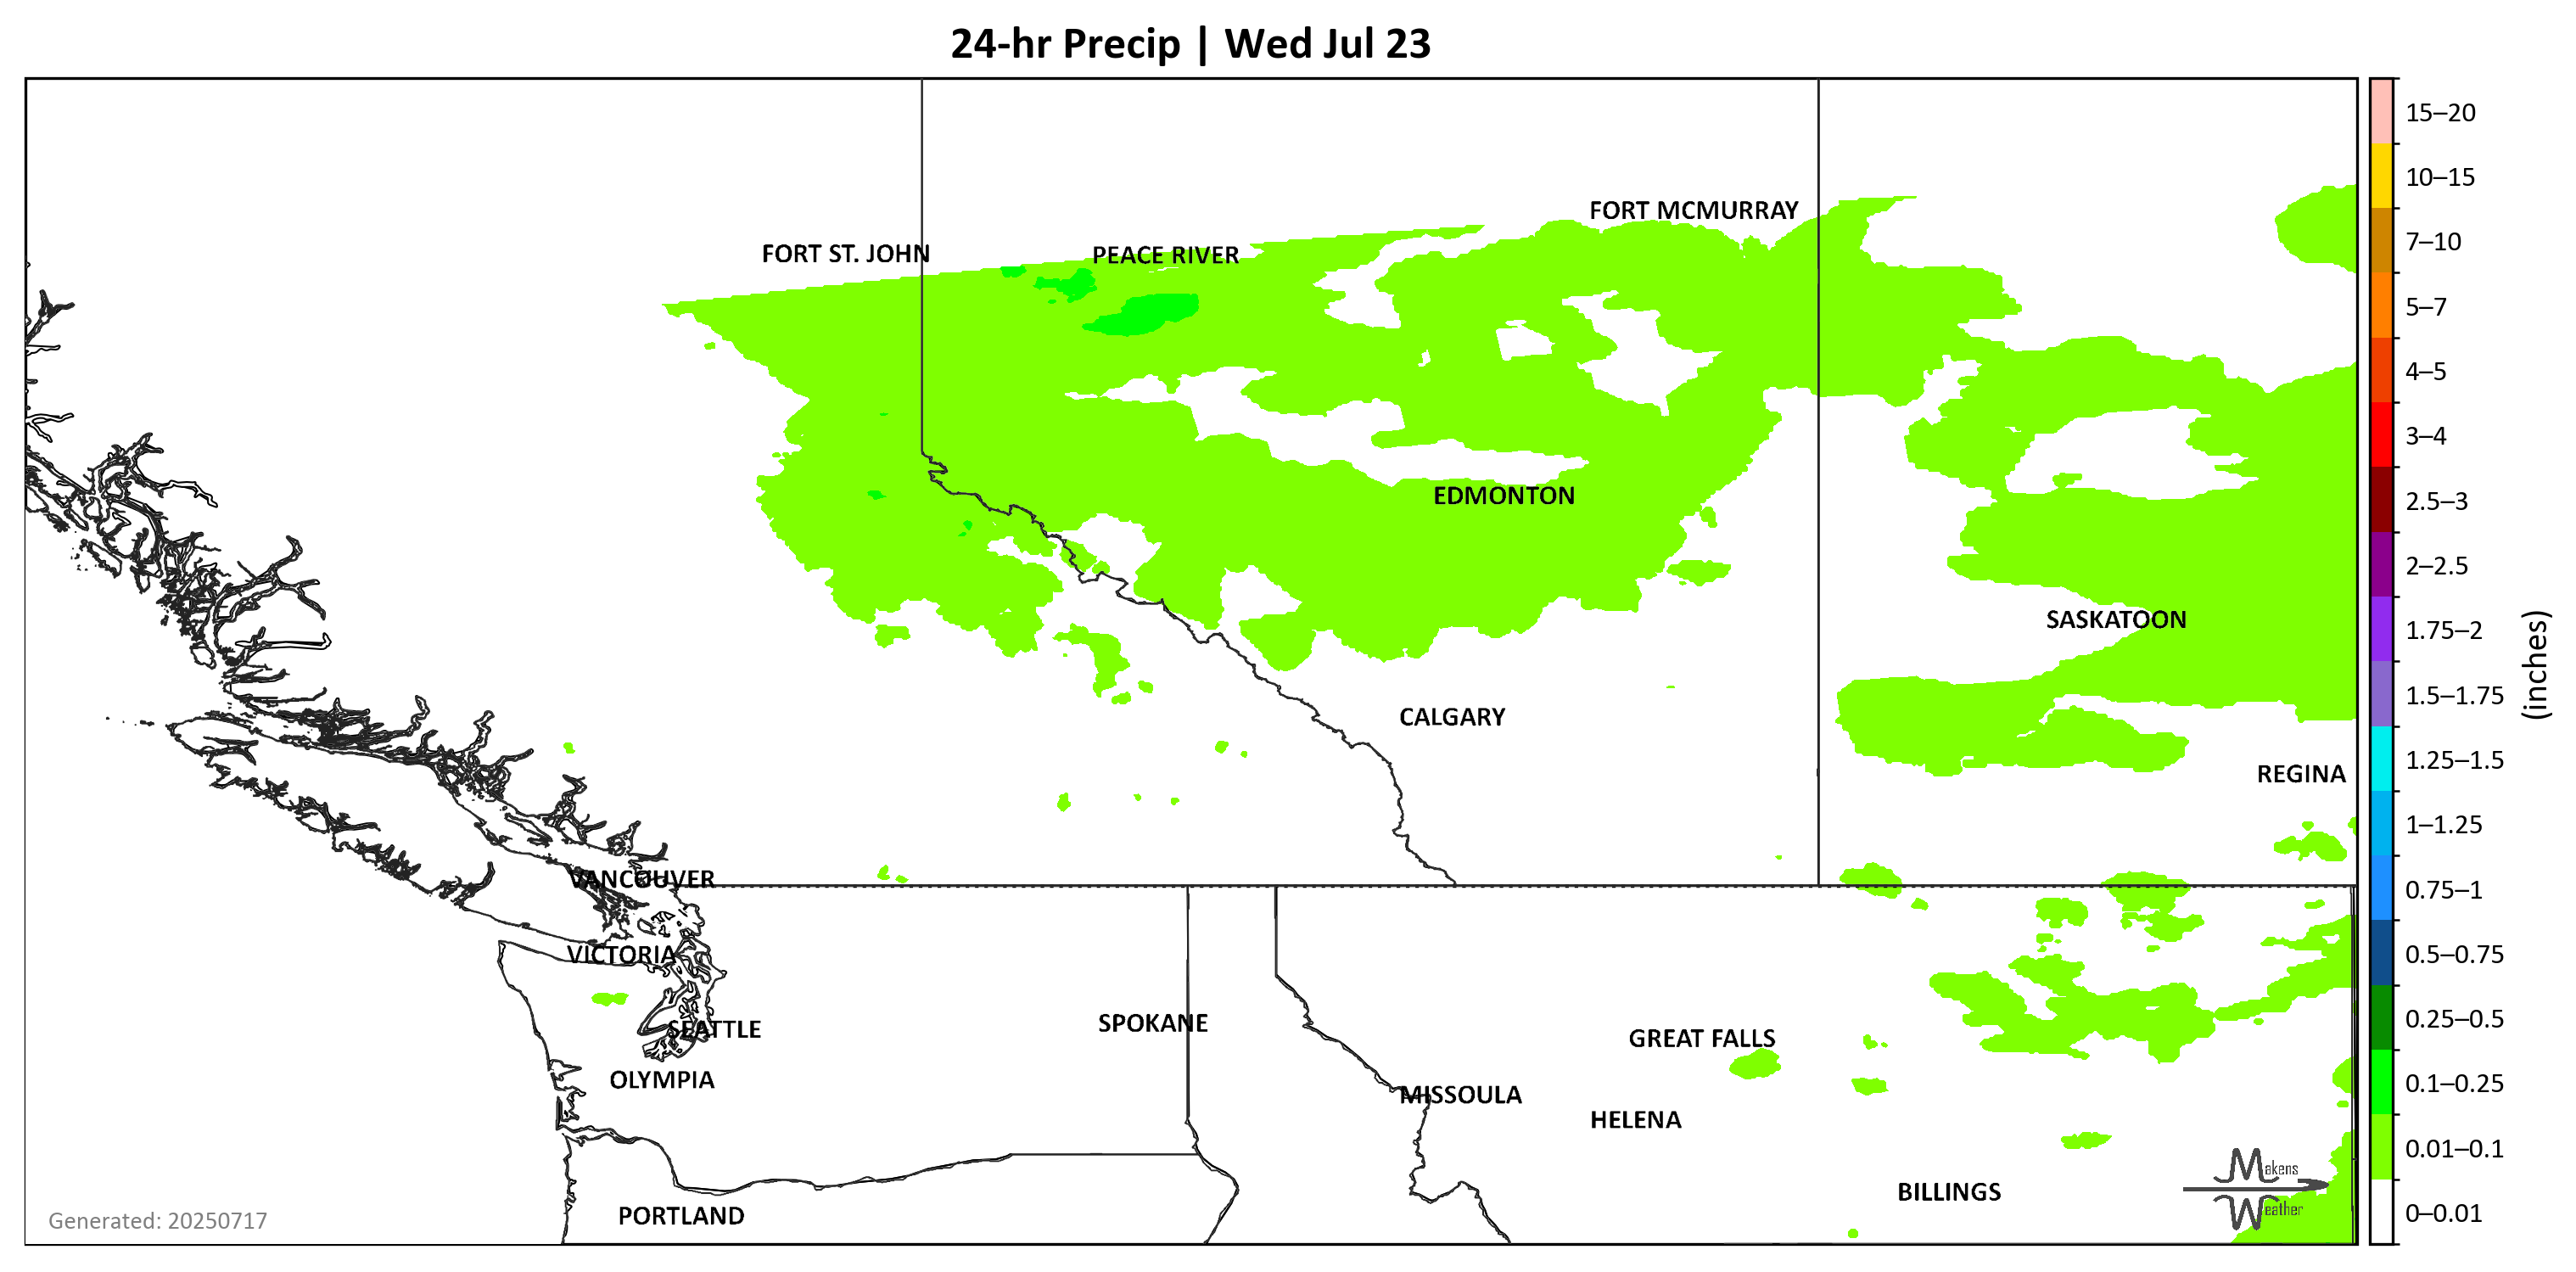 24-hr Precip | Wed Jul 23
15–20
10–15
7–10
5–7
4–5
3–4
2.5–3
2–2.5
1.75–2
1.5–1.75
1.25–1.5
1–1.25
0.75–1
0.5–0.75
0.25–0.5
0.1–0.25
0.01–0.1
0–0.01
(inches)
FORT MCMURRAY
FORT ST. JOHN
PEACE RIVER
EDMONTON
SASKATOON
CALGARY
REGINA
VANCOUVER
VICTORIA
SEATTLE
SPOKANE
GREAT FALLS
OLYMPIA
MISSOULA
HELENA
BILLINGS
PORTLAND
Makens
Weather
Generated: 20250717